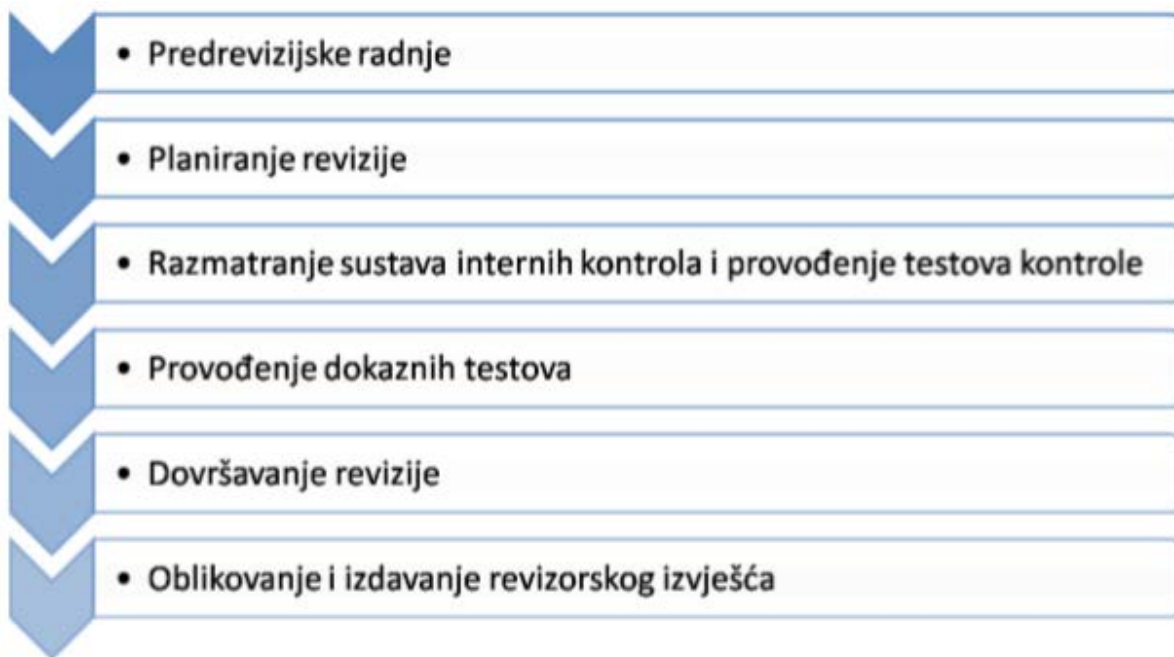 • Predrevizijske radnje
• Planiranje revizije
• Razmatranje sustava internih kontrola i provođenje testova kontrole
• Provođenje dokaznih testova
• Dovršavanje revizije
• Oblikovanje i izdavanje revizorskog izvješća